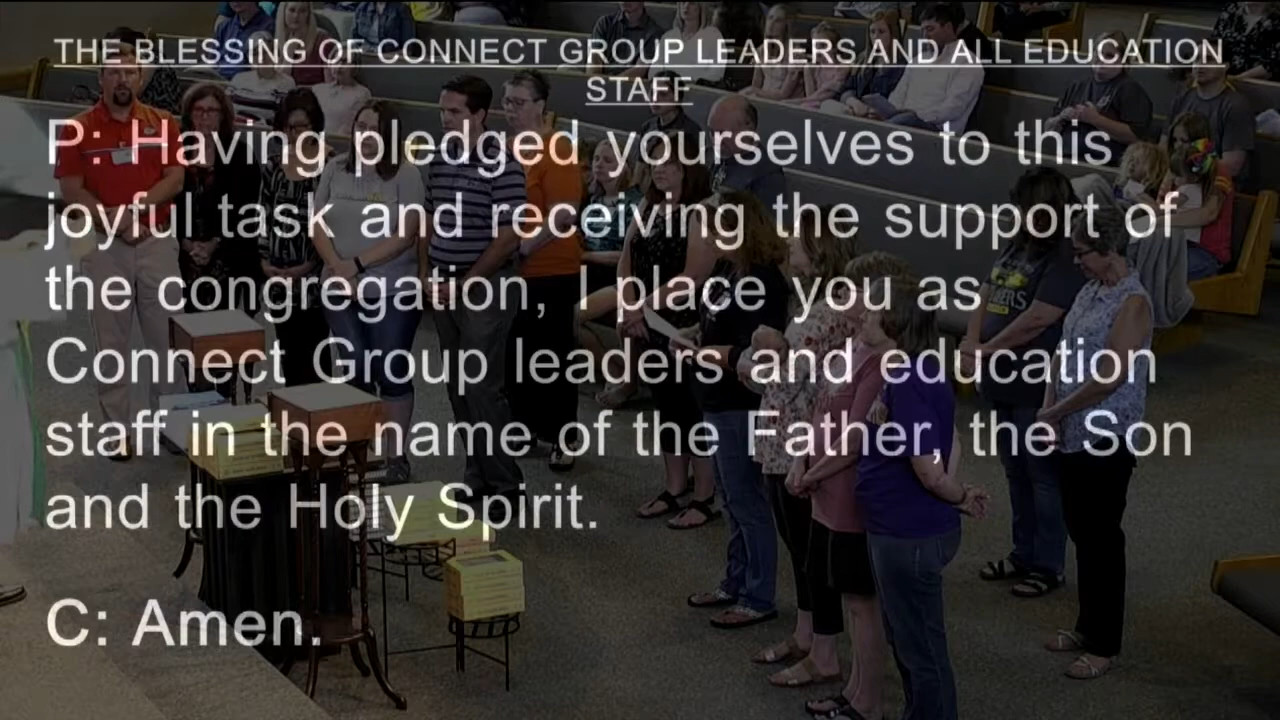 THE BLESSING OF CONNECT GROUP LEADERS AND ALL EDUCATION
STAFF
P: Having pledged yourselves to this
joyful task and receiving the support of
the congregation, I place you as
Connect Group leaders and education
staff in the name of the Father, the Son
and the Holy Spirit.
C: Amen.